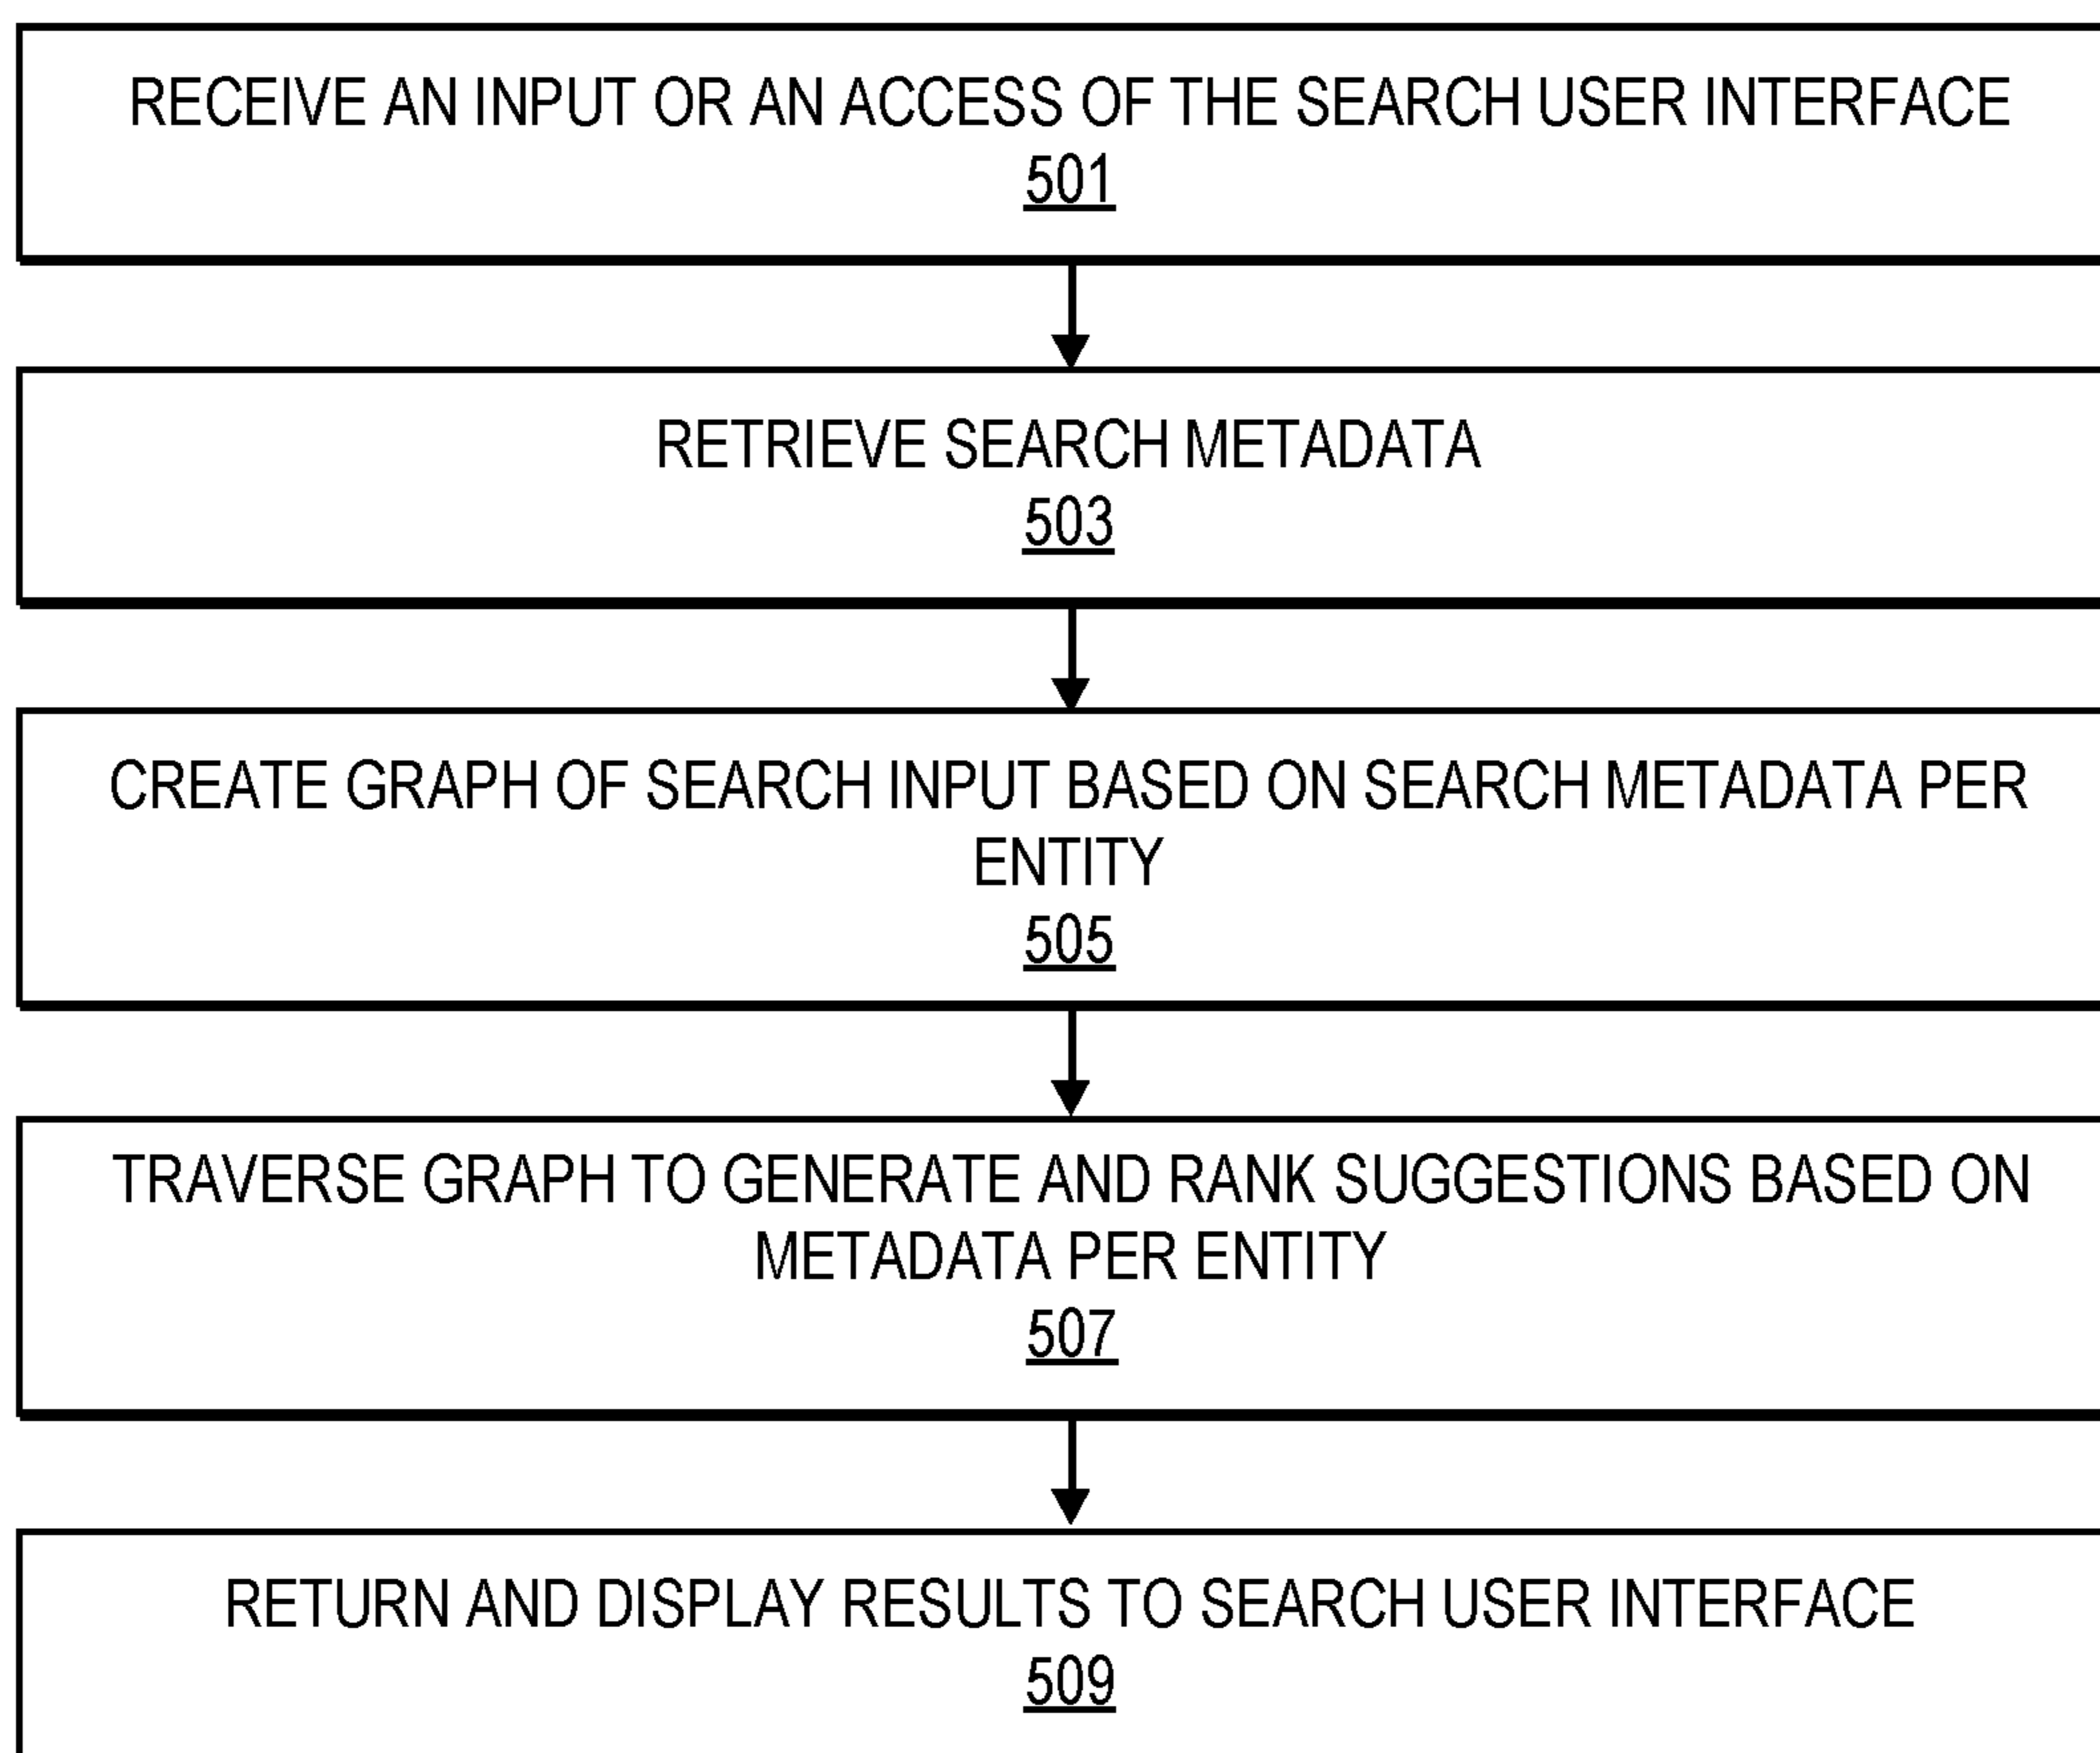 RECEIVE AN INPUT OR AN ACCESS OF THE SEARCH USER INTERFACE
501
RETRIEVE SEARCH METADATA
503
CREATE GRAPH OF SEARCH INPUT BASED ON SEARCH METADATA PER
ENTITY
505
TRAVERSE GRAPH TO GENERATE AND RANK SUGGESTIONS BASED ON
METADATA PER ENTITY
507
RETURN AND DISPLAY RESULTS TO SEARCH USER INTERFACE
509